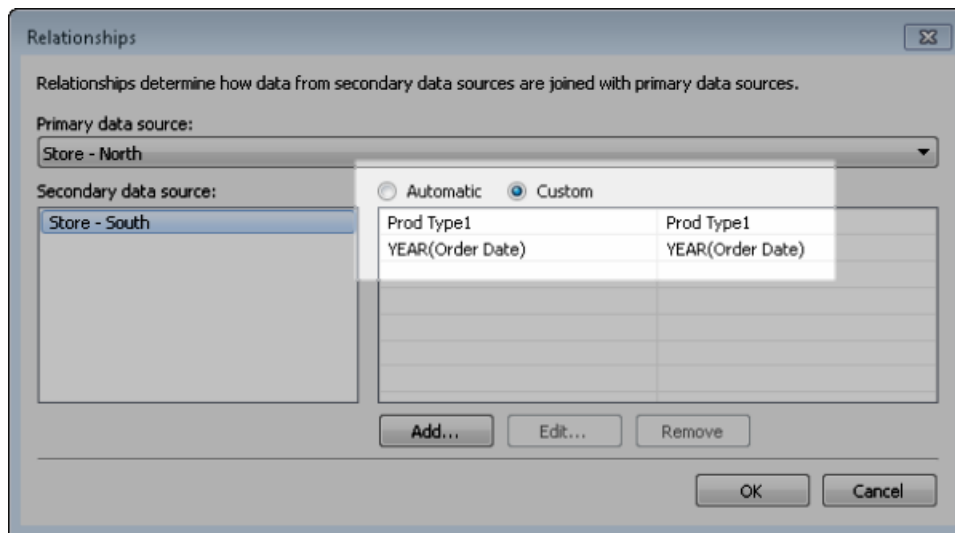 Relationships
Relationships determine how data from secondary data sources are joined with primary data sources.
Primary data source:
Store - North
Secondary data source:
Automatic Custom
Store - South
Prod Type1 Prod Type1
YEAR(Order Date) YEAR(Order Date)
Add... Edit... Remove
OK Cancel